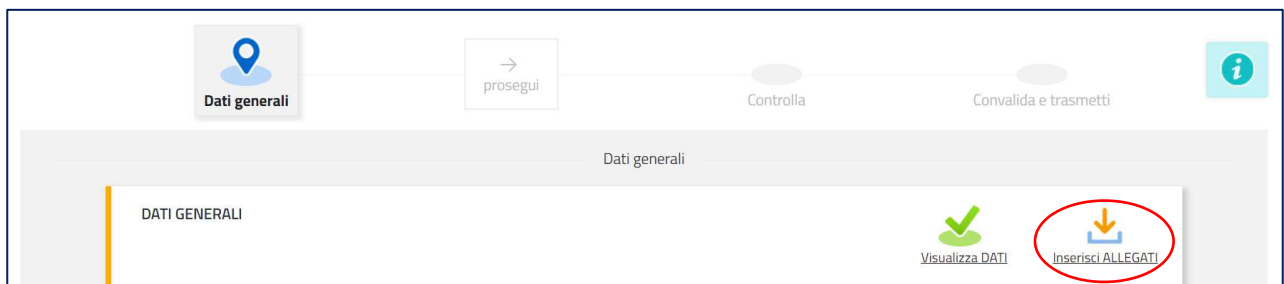 Dati generali
→
prosegui
Controlla
Convalida e trasmetti
i
Dati generali
DATI GENERALI
Visualizza DATI
Inserisci ALLEGATI